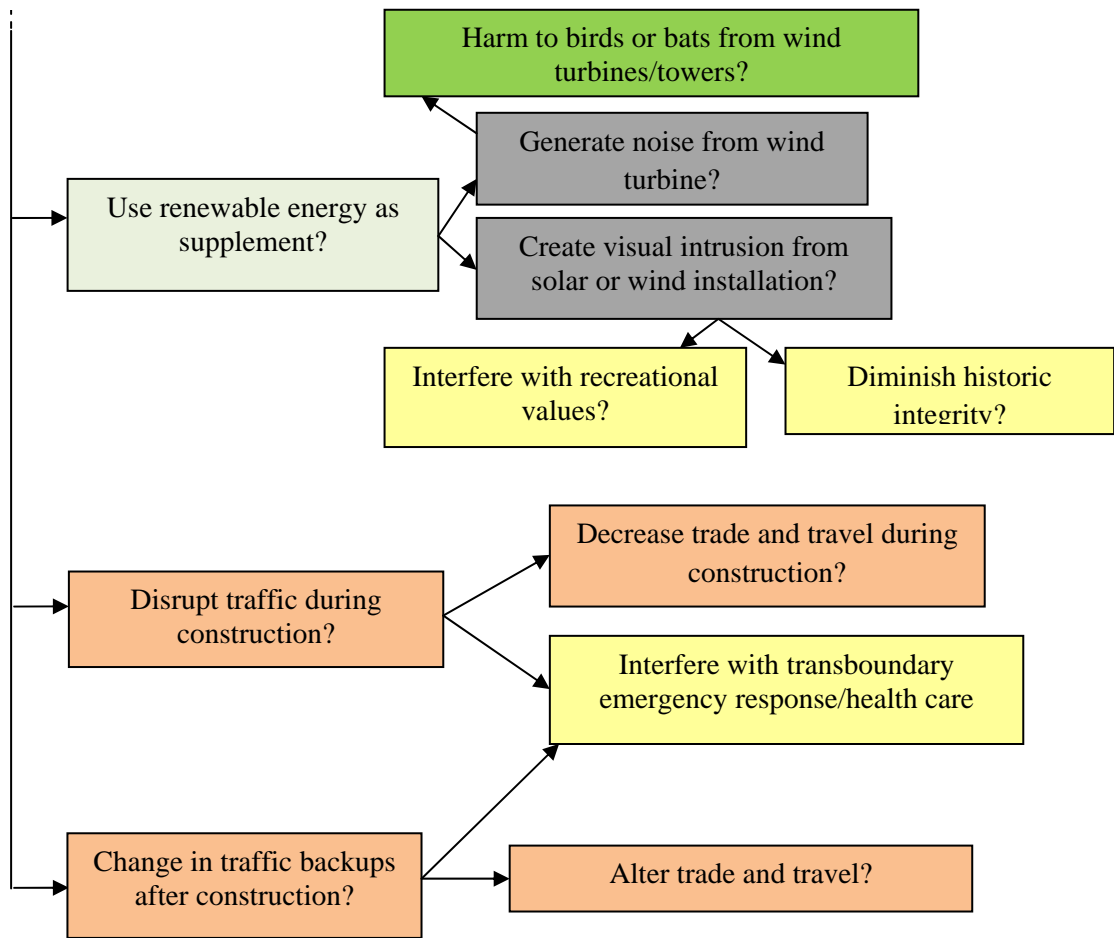 Harm to birds or bats from wind
turbines/towers?
Generate noise from wind
turbine?
Use renewable energy as
supplement?
Create visual intrusion from
solar or wind installation?
Interfere with recreational
values?
Diminish historic
integrity?
Decrease trade and travel during
construction?
Disrupt traffic during
construction?
Interfere with transboundary
emergency response/health care
Change in traffic backups
after construction?
Alter trade and travel?